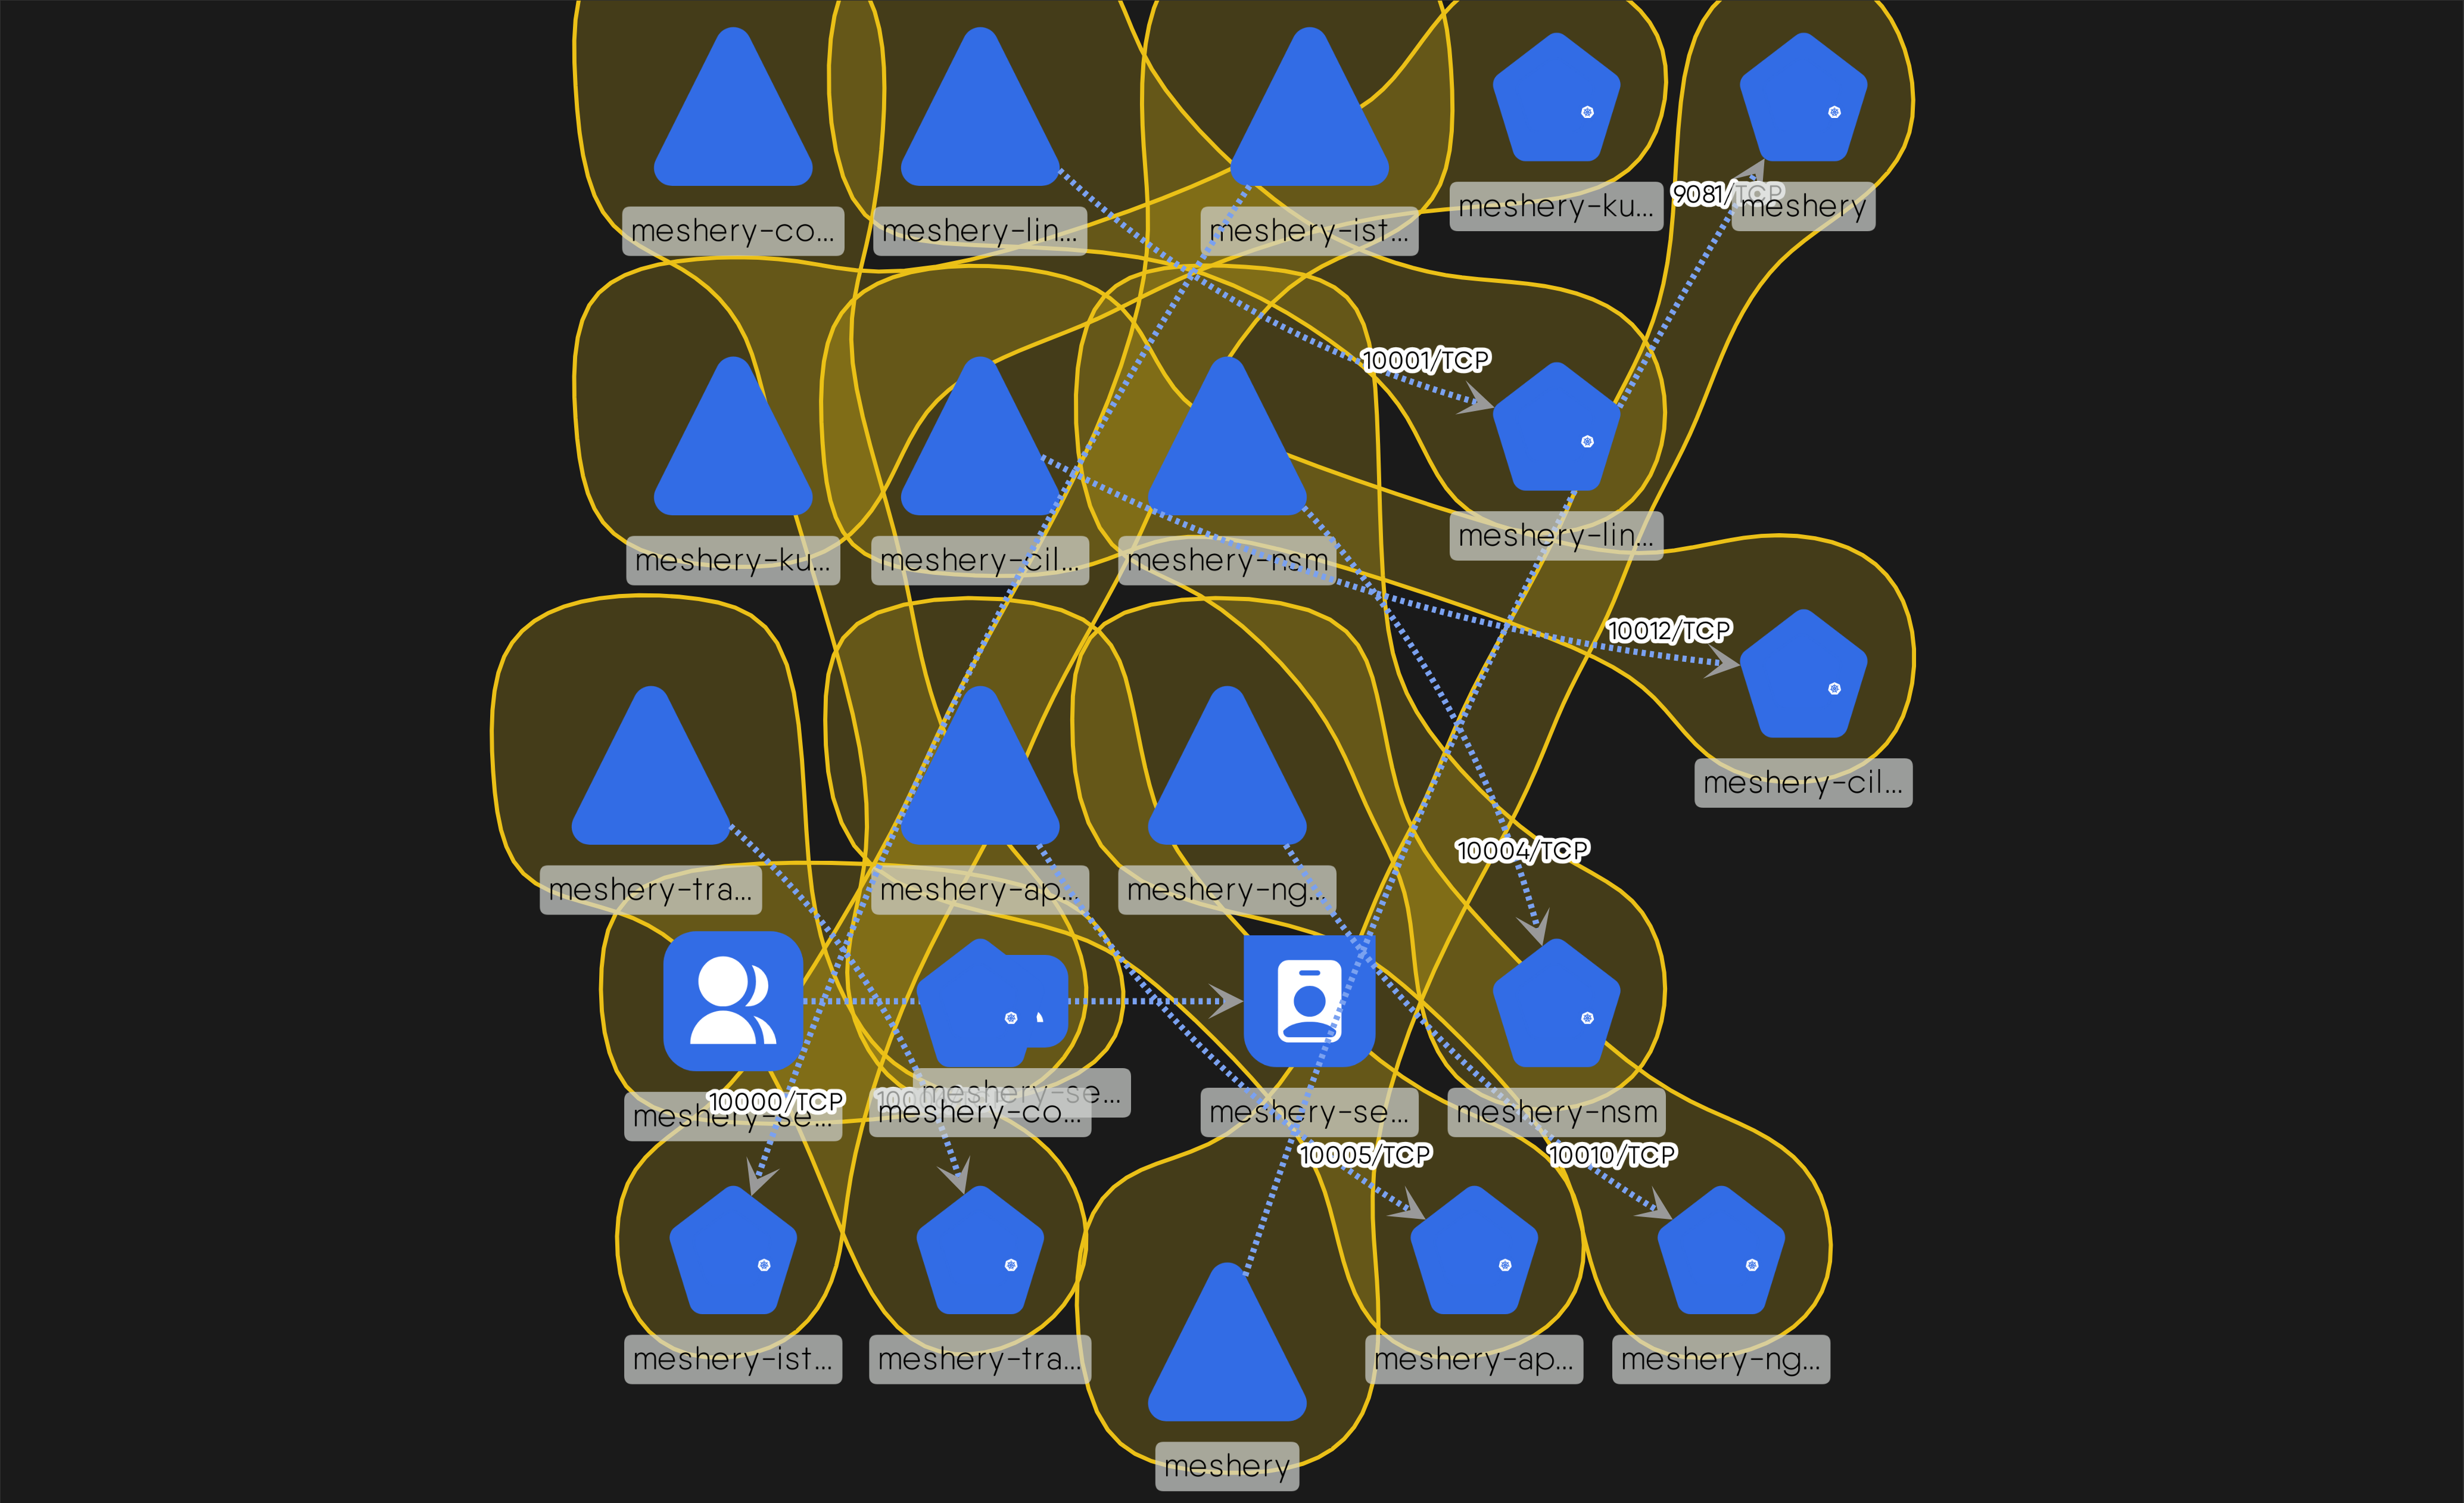 9081/TCP
meshery-co...
meshery-lin...
meshery-ist...
meshery-ku...
meshery
10001/TCP
meshery-ku...
meshery-cil...
meshery-nsm
meshery-lin...
10012/TCP
meshery-cil...
10004/TCP
meshery-tra...
meshery-ap...
meshery-ng...
meshery-se...
10000/TCP
meshery-se...
meshery-co...
meshery-se...
meshery-nsm
10005/TCP
10010/TCP
meshery-ist...
meshery-tra...
meshery-ap...
meshery-ng...
meshery